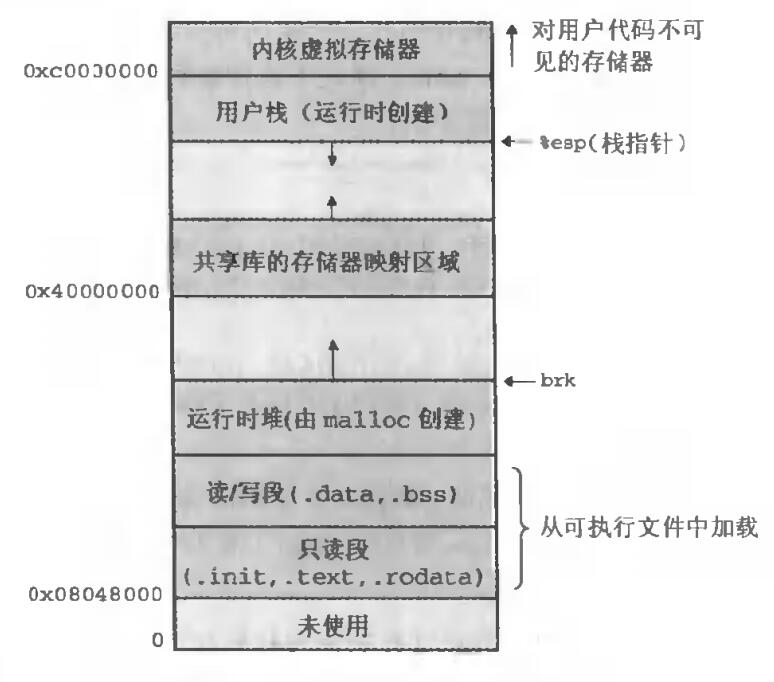 内核虚拟存储器
对用户代码不可
见的存储器
0xc0000000
用户栈（运行时创建）
%esp(栈指针)
共享库的存储器映射区域
0x40000000
brk
运行时堆(由 malloc 创建)
读/写段(.data,.bss)
从可执行文件中加载
只读段
(.init,.text,.rodata)
0x08048000
未使用
0